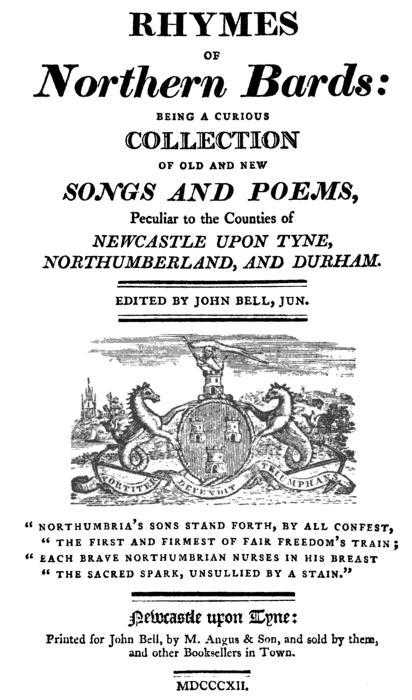 RHYMES
OF
Northern Bards:
BEING A CURIOUS
COLLECTION
OF OLD AND NEW
SONGS AND POEMS,
Peculiar to the Counties of
NEWCASTLE UPON TYNE,
NORTHUMBERLAND, AND DURHAM.
EDITED BY JOHN BELL, JUN.
FORTITER DEFENDIT TRIUMPHANS
“ NORTHUMBRIA'S SONS STAND FORTH, BY ALL CONFEST,
“ THE FIRST AND FIRMEST OF FAIR FREEDOM'S TRAIN;
“ EACH BRAVE NORTHUMBRIAN NURSES IN HIS BREAST
“ THE SACRED SPARK, UNSULLIED BY A STAIN.”
Newcastle upon Tyne:
Printed for John Bell, by M. Angus & Son, and sold by them,
and other Booksellers in Town.
MDCCCXII.